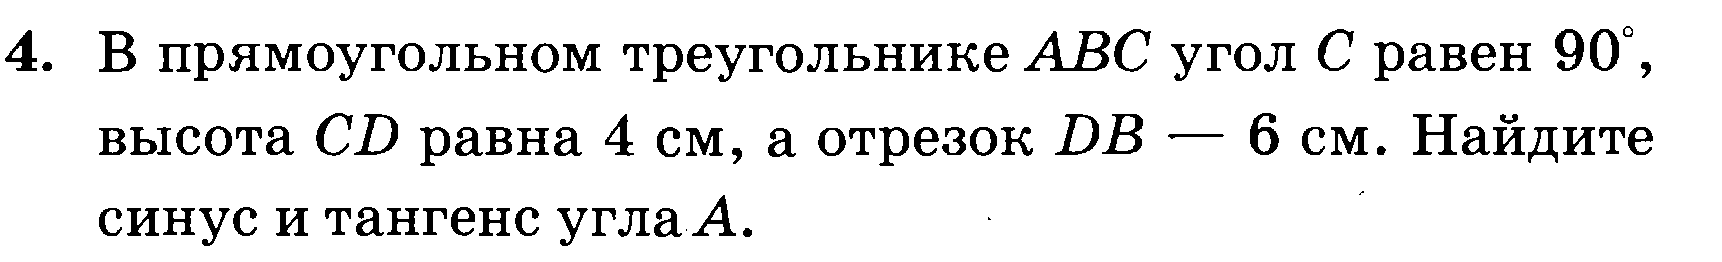 4. В прямоугольном треугольнике ABC угол C равен 90°,
высота CD равна 4 см, а отрезок DB — 6 см. Найдите
синус и тангенс угла A.